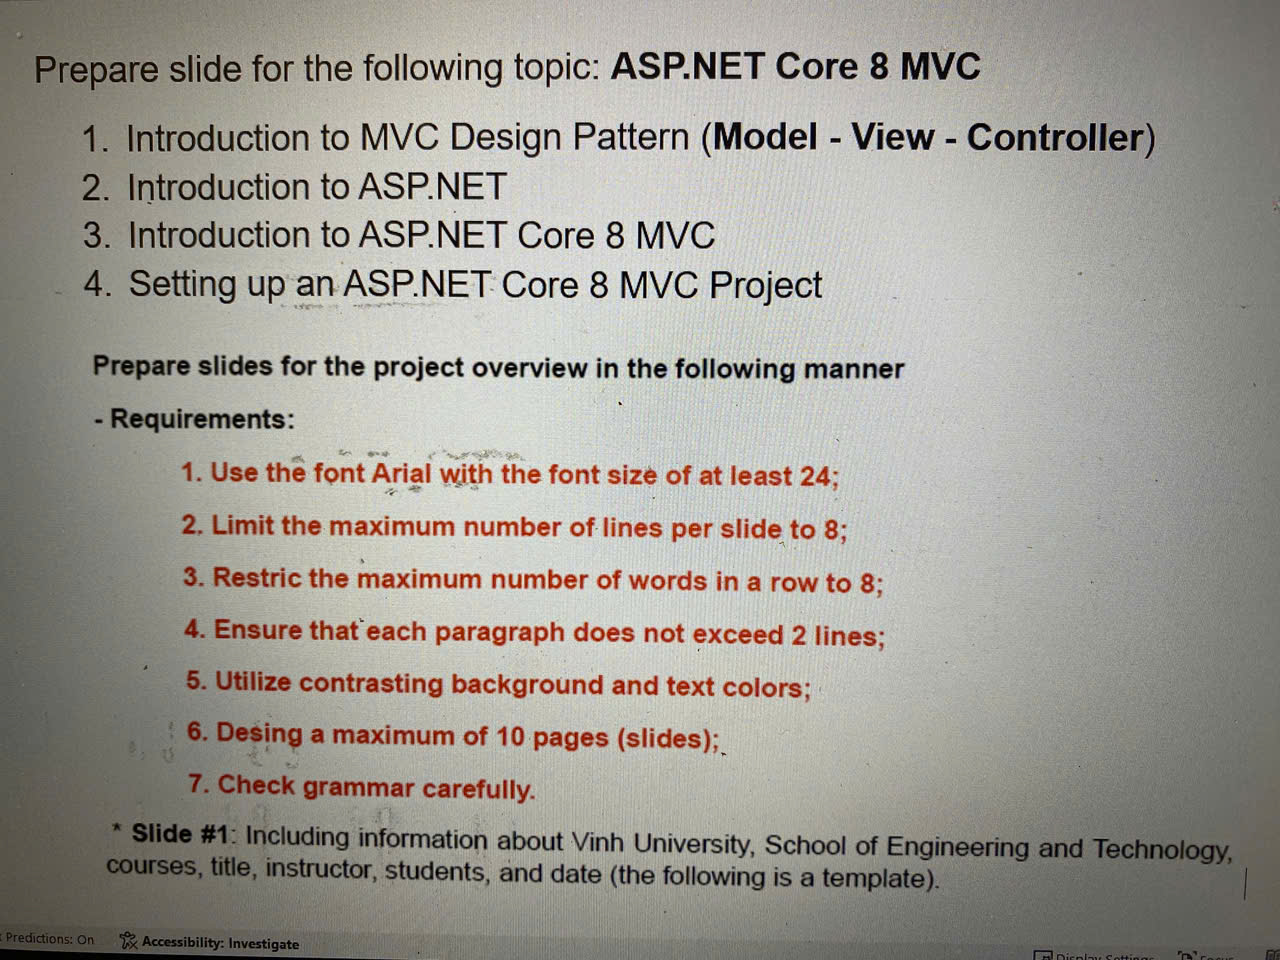 Prepare slide for the following topic: ASP.NET Core 8 MVC
1. Introduction to MVC Design Pattern (Model - View - Controller)
2. Introduction to ASP.NET
3. Introduction to ASP.NET Core 8 MVC
4. Setting up an ASP.NET Core 8 MVC Project
Prepare slides for the project overview in the following manner
- Requirements:
1. Use the font Arial with the font size of at least 24;
2. Limit the maximum number of lines per slide to 8;
3. Restric the maximum number of words in a row to 8;
4. Ensure that each paragraph does not exceed 2 lines;
5. Utilize contrasting background and text colors;
6. Desing a maximum of 10 pages (slides);
7. Check grammar carefully.
* Slide #1: Including information about Vinh University, School of Engineering and Technology,
courses, title, instructor, students, and date (the following is a template).
Predictions: On Accessibility: Investigate Display Settings Focus